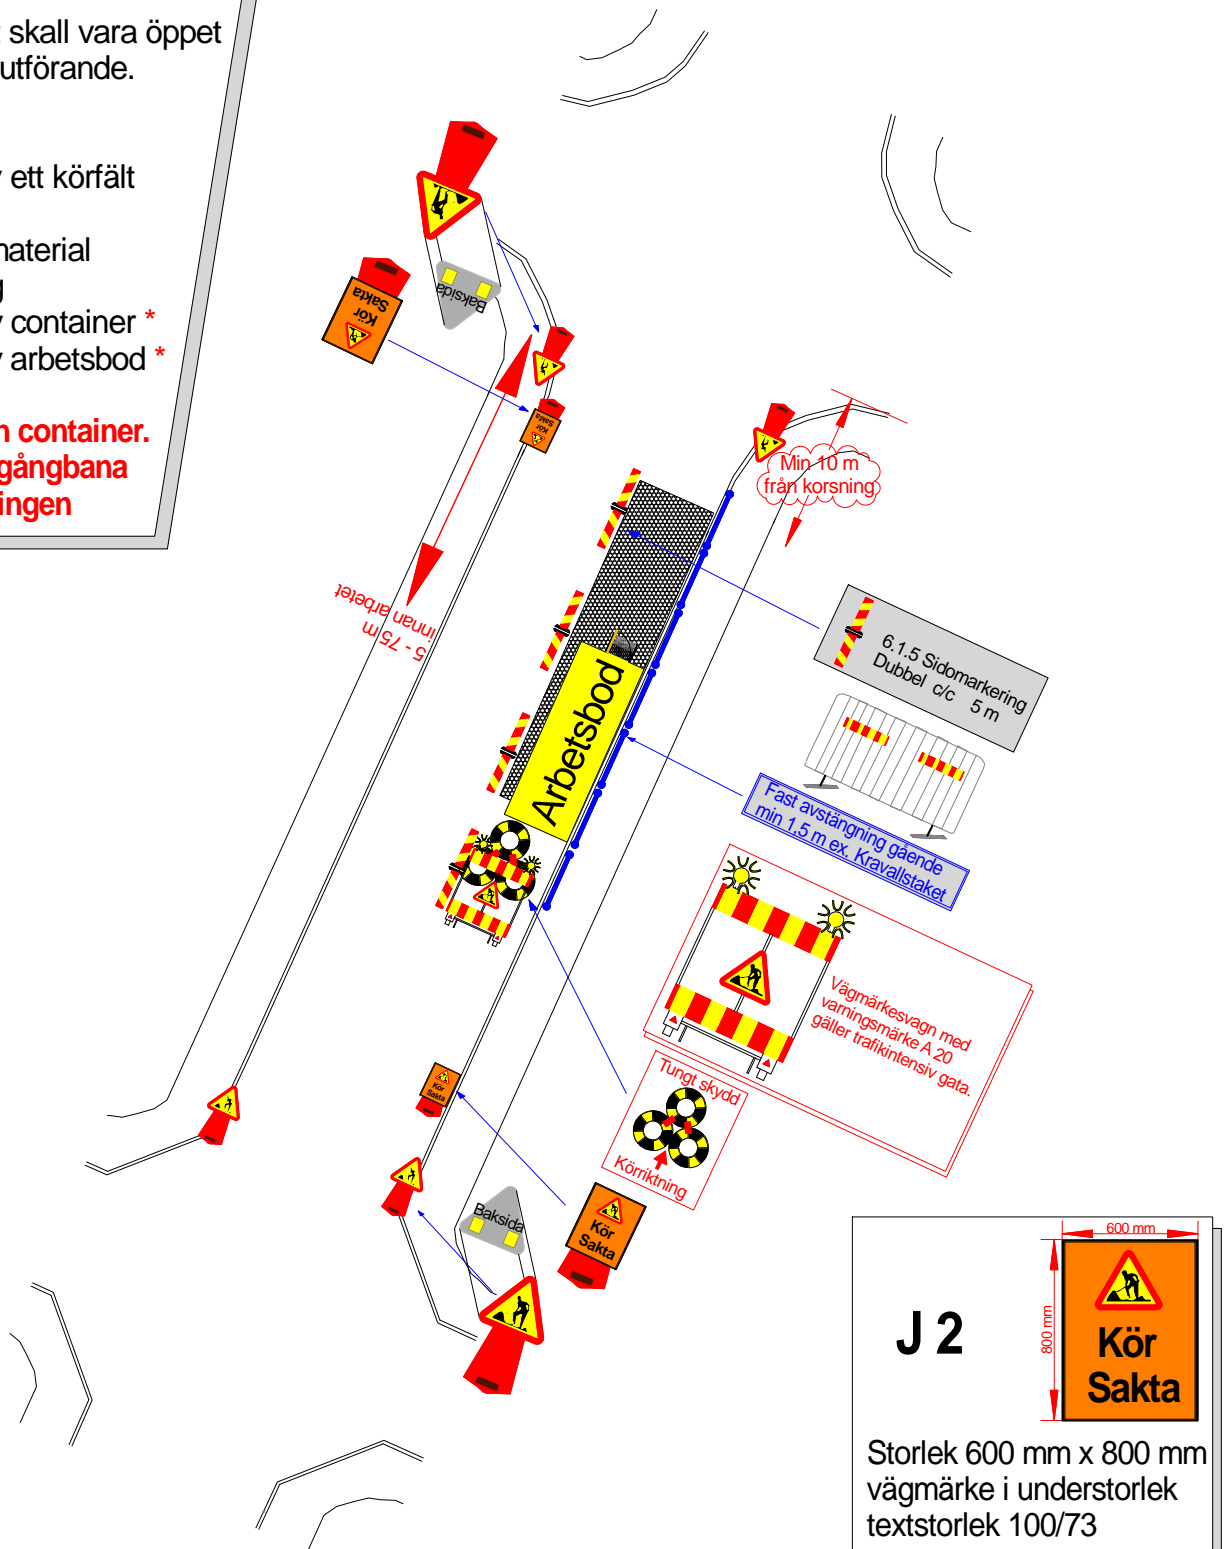 skall vara öppet
utförande.
ett körfält
material
container *
arbetsbod *
container.
gångbana
ingen
Baksida
Kör
Sakta
Kör
Sakta
5 - 75 m
innan arbetet
Min 10 m
från korsning
Arbetsbod
6.1.5 Sidomarkering
Dubbel c/c 5 m
Fast avstängning gående
min 1,5 m ex. Kravallstaket
Vägmärkesvagn med
varningsmärke A 20
gäller trafikintensiv gata.
Tungt skydd
Körriktning
Kör
Sakta
Baksida
Kör
Sakta
J 2
600 mm
800 mm
Kör
Sakta
Storlek 600 mm x 800 mm
vägmärke i understorlek
textstorlek 100/73